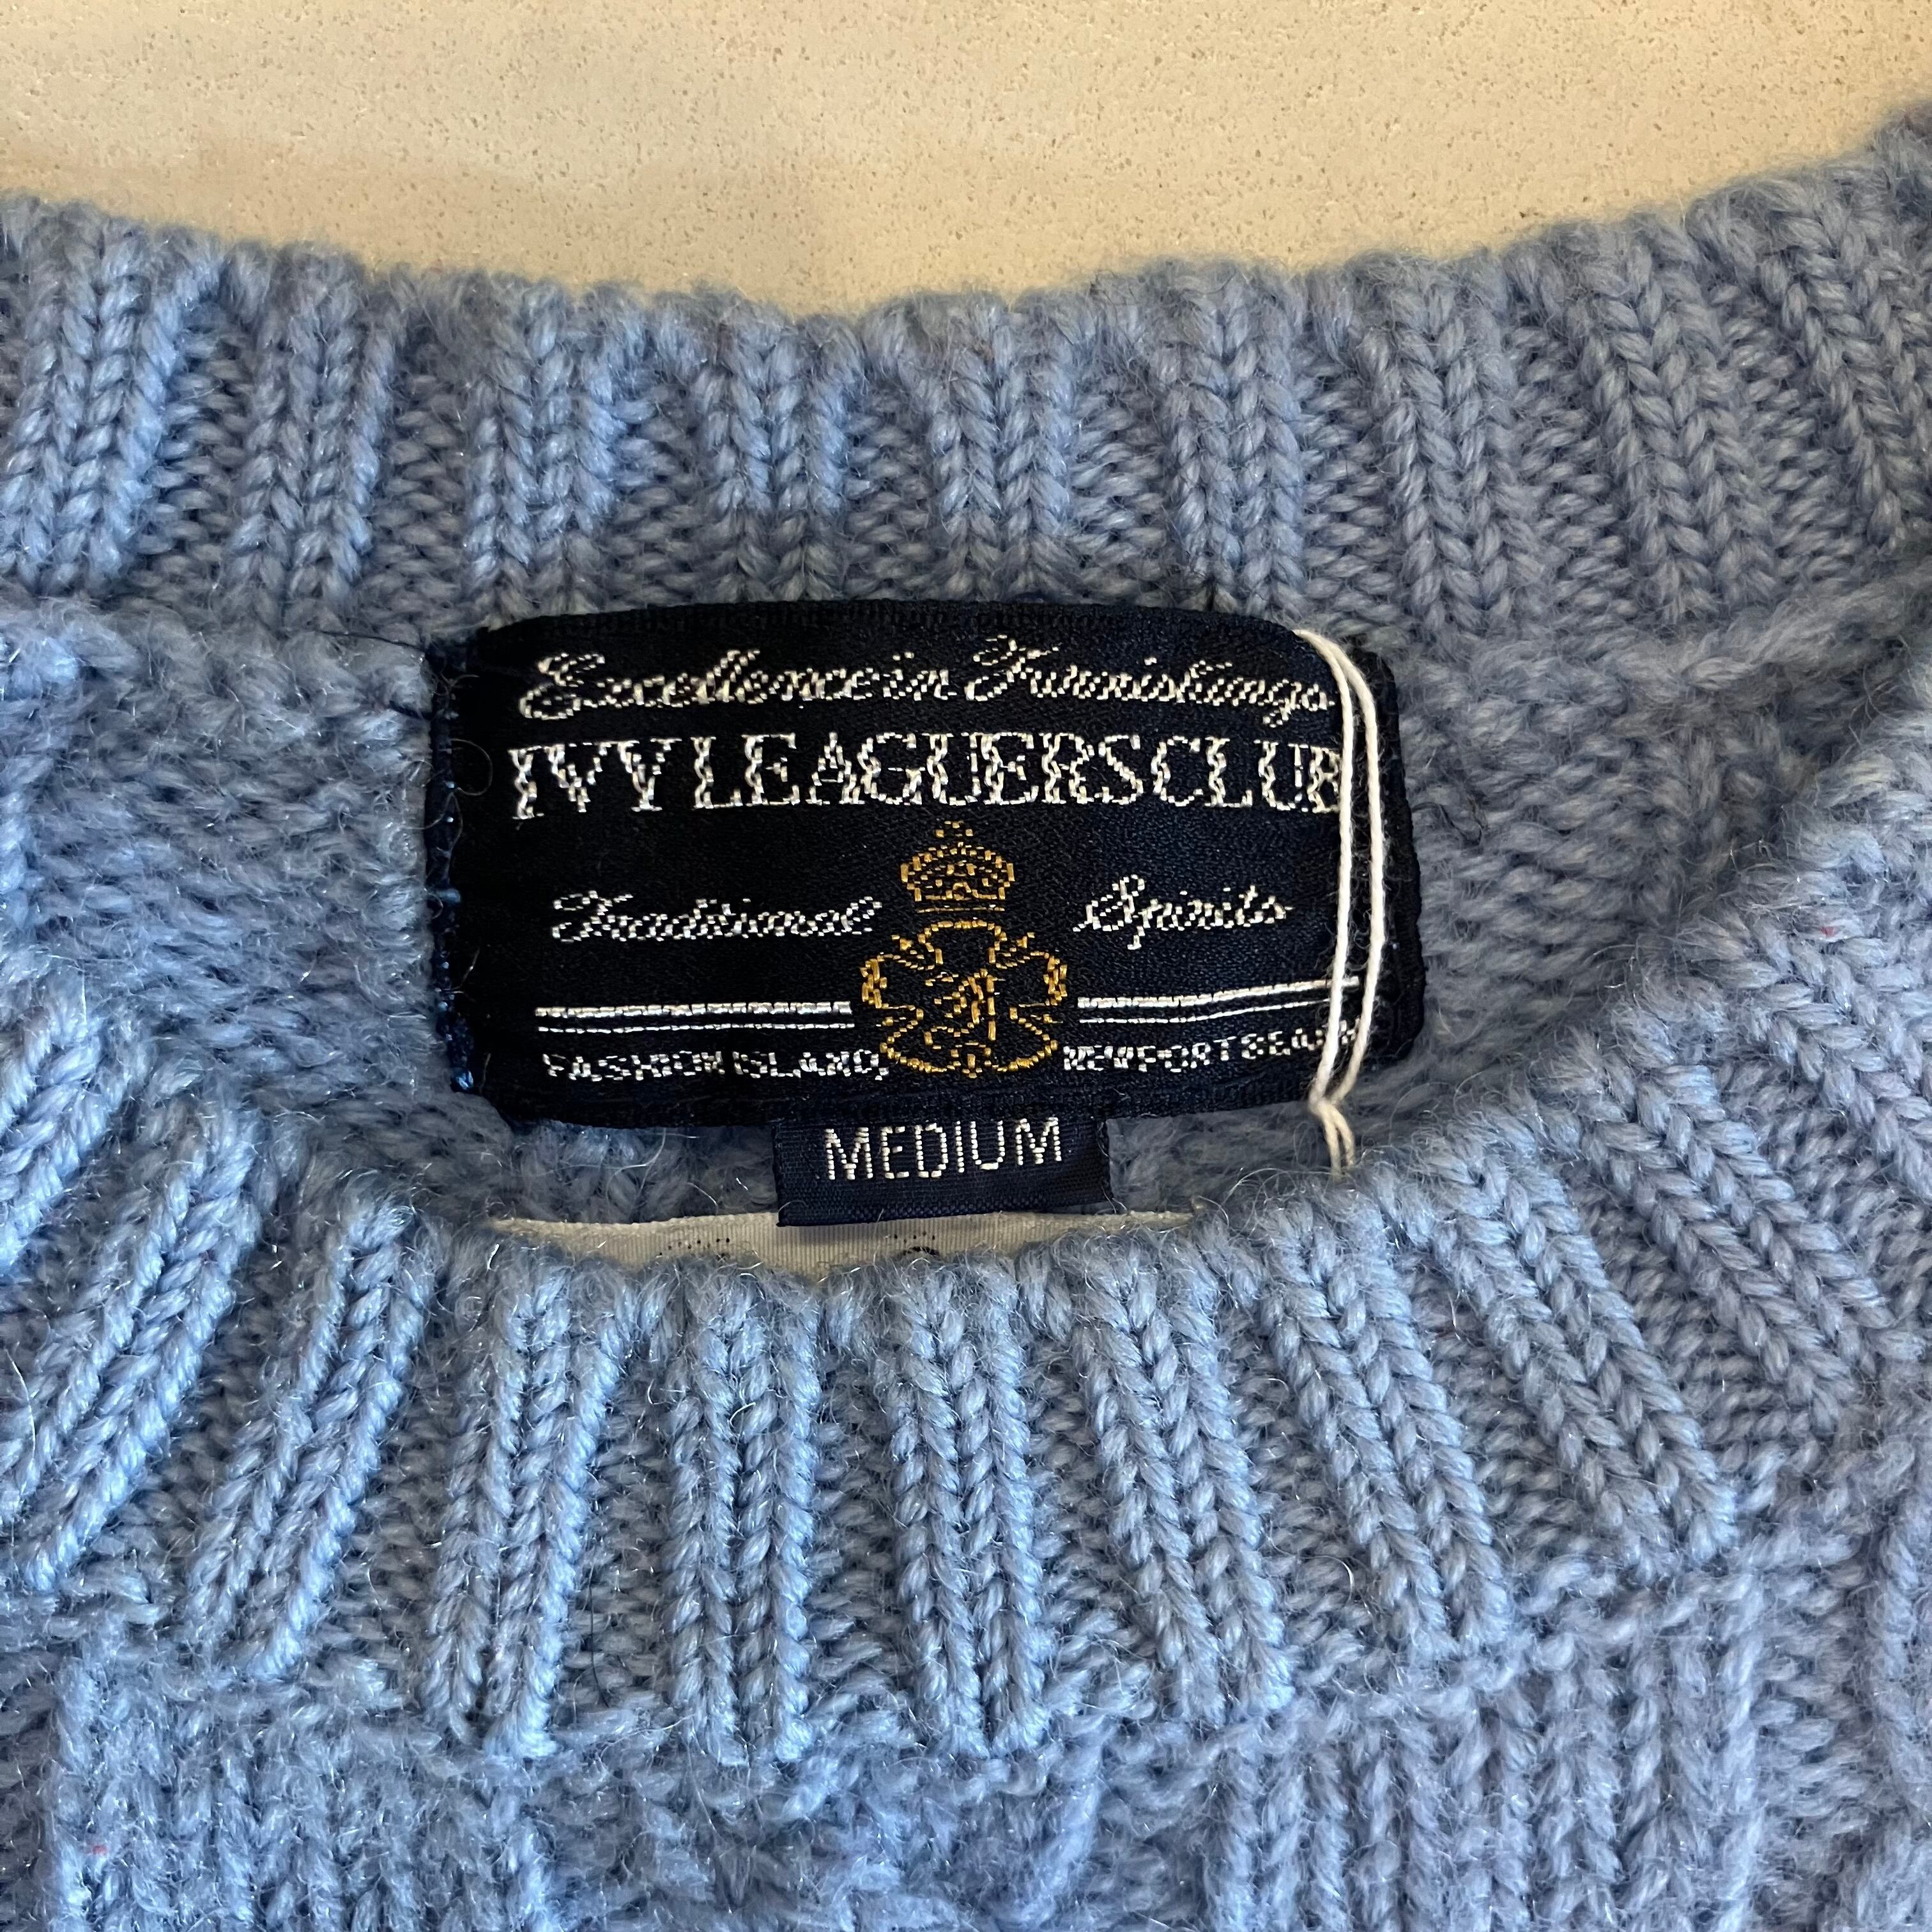 Excellence in Furnishings
IVY LEAGUERS CLUB
Traditional Spirits
FASHION ISLAND, NEWPORT BEACH
MEDIUM